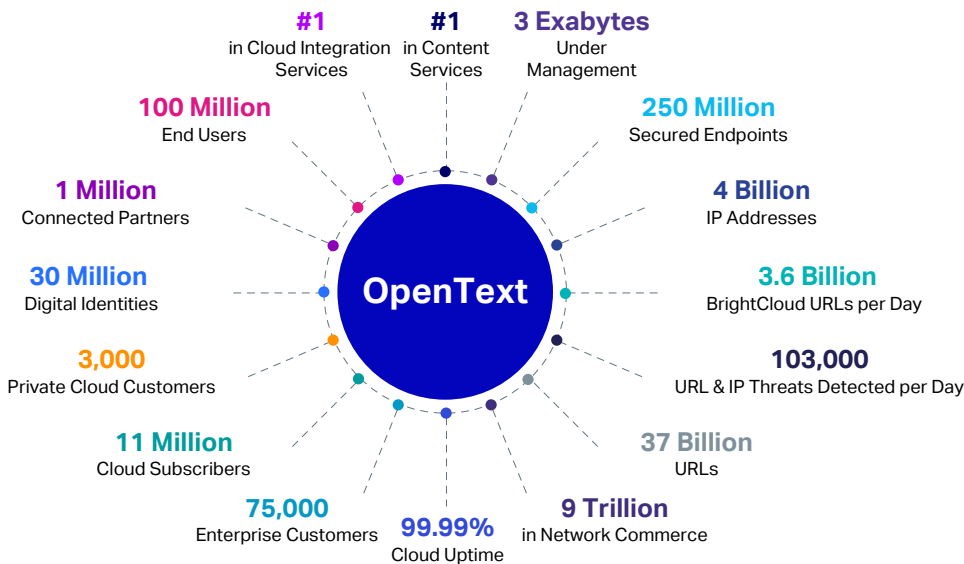 #1
in Cloud Integration
Services
#1
in Content
Services
3 Exabytes
Under
Management
250 Million
Secured Endpoints
4 Billion
IP Addresses
3.6 Billion
BrightCloud URLs per Day
103,000
URL & IP Threats Detected per Day
37 Billion
URLs
9 Trillion
in Network Commerce
99.99%
Cloud Uptime
75,000
Enterprise Customers
11 Million
Cloud Subscribers
3,000
Private Cloud Customers
30 Million
Digital Identities
1 Million
Connected Partners
100 Million
End Users
OpenText